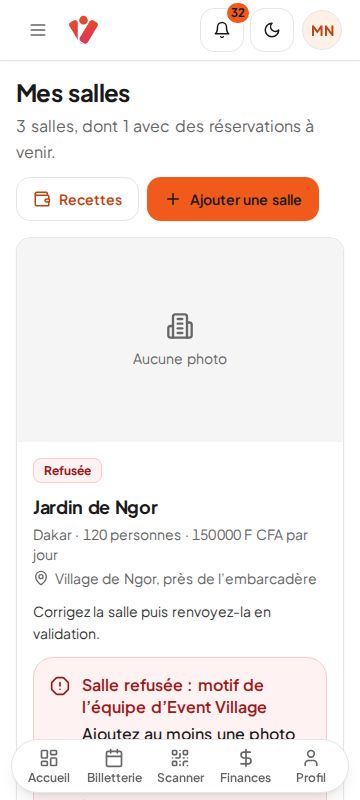 32
MN
Mes salles
3 salles, dont 1 avec des réservations à
venir.
Recettes
Ajouter une salle
Aucune photo
Refusée
Jardin de Ngor
Dakar · 120 personnes · 150 000 F CFA par
jour
Village de Ngor, près de l’embarcadère
Corrigez la salle puis renvoyez-la en
validation.
Salle refusée : motif de
l’équipe d’Event Village
Ajoutez au moins une photo
Accueil
Billetterie
Scanner
Finances
Profil